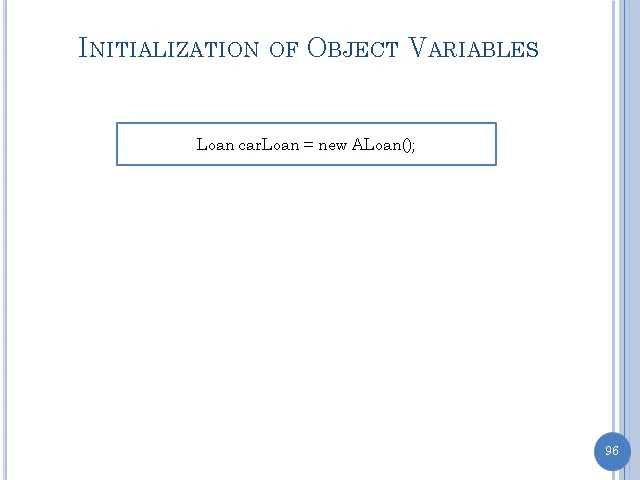 Initialization of Object Variables
Loan carLoan = new ALoan();
96